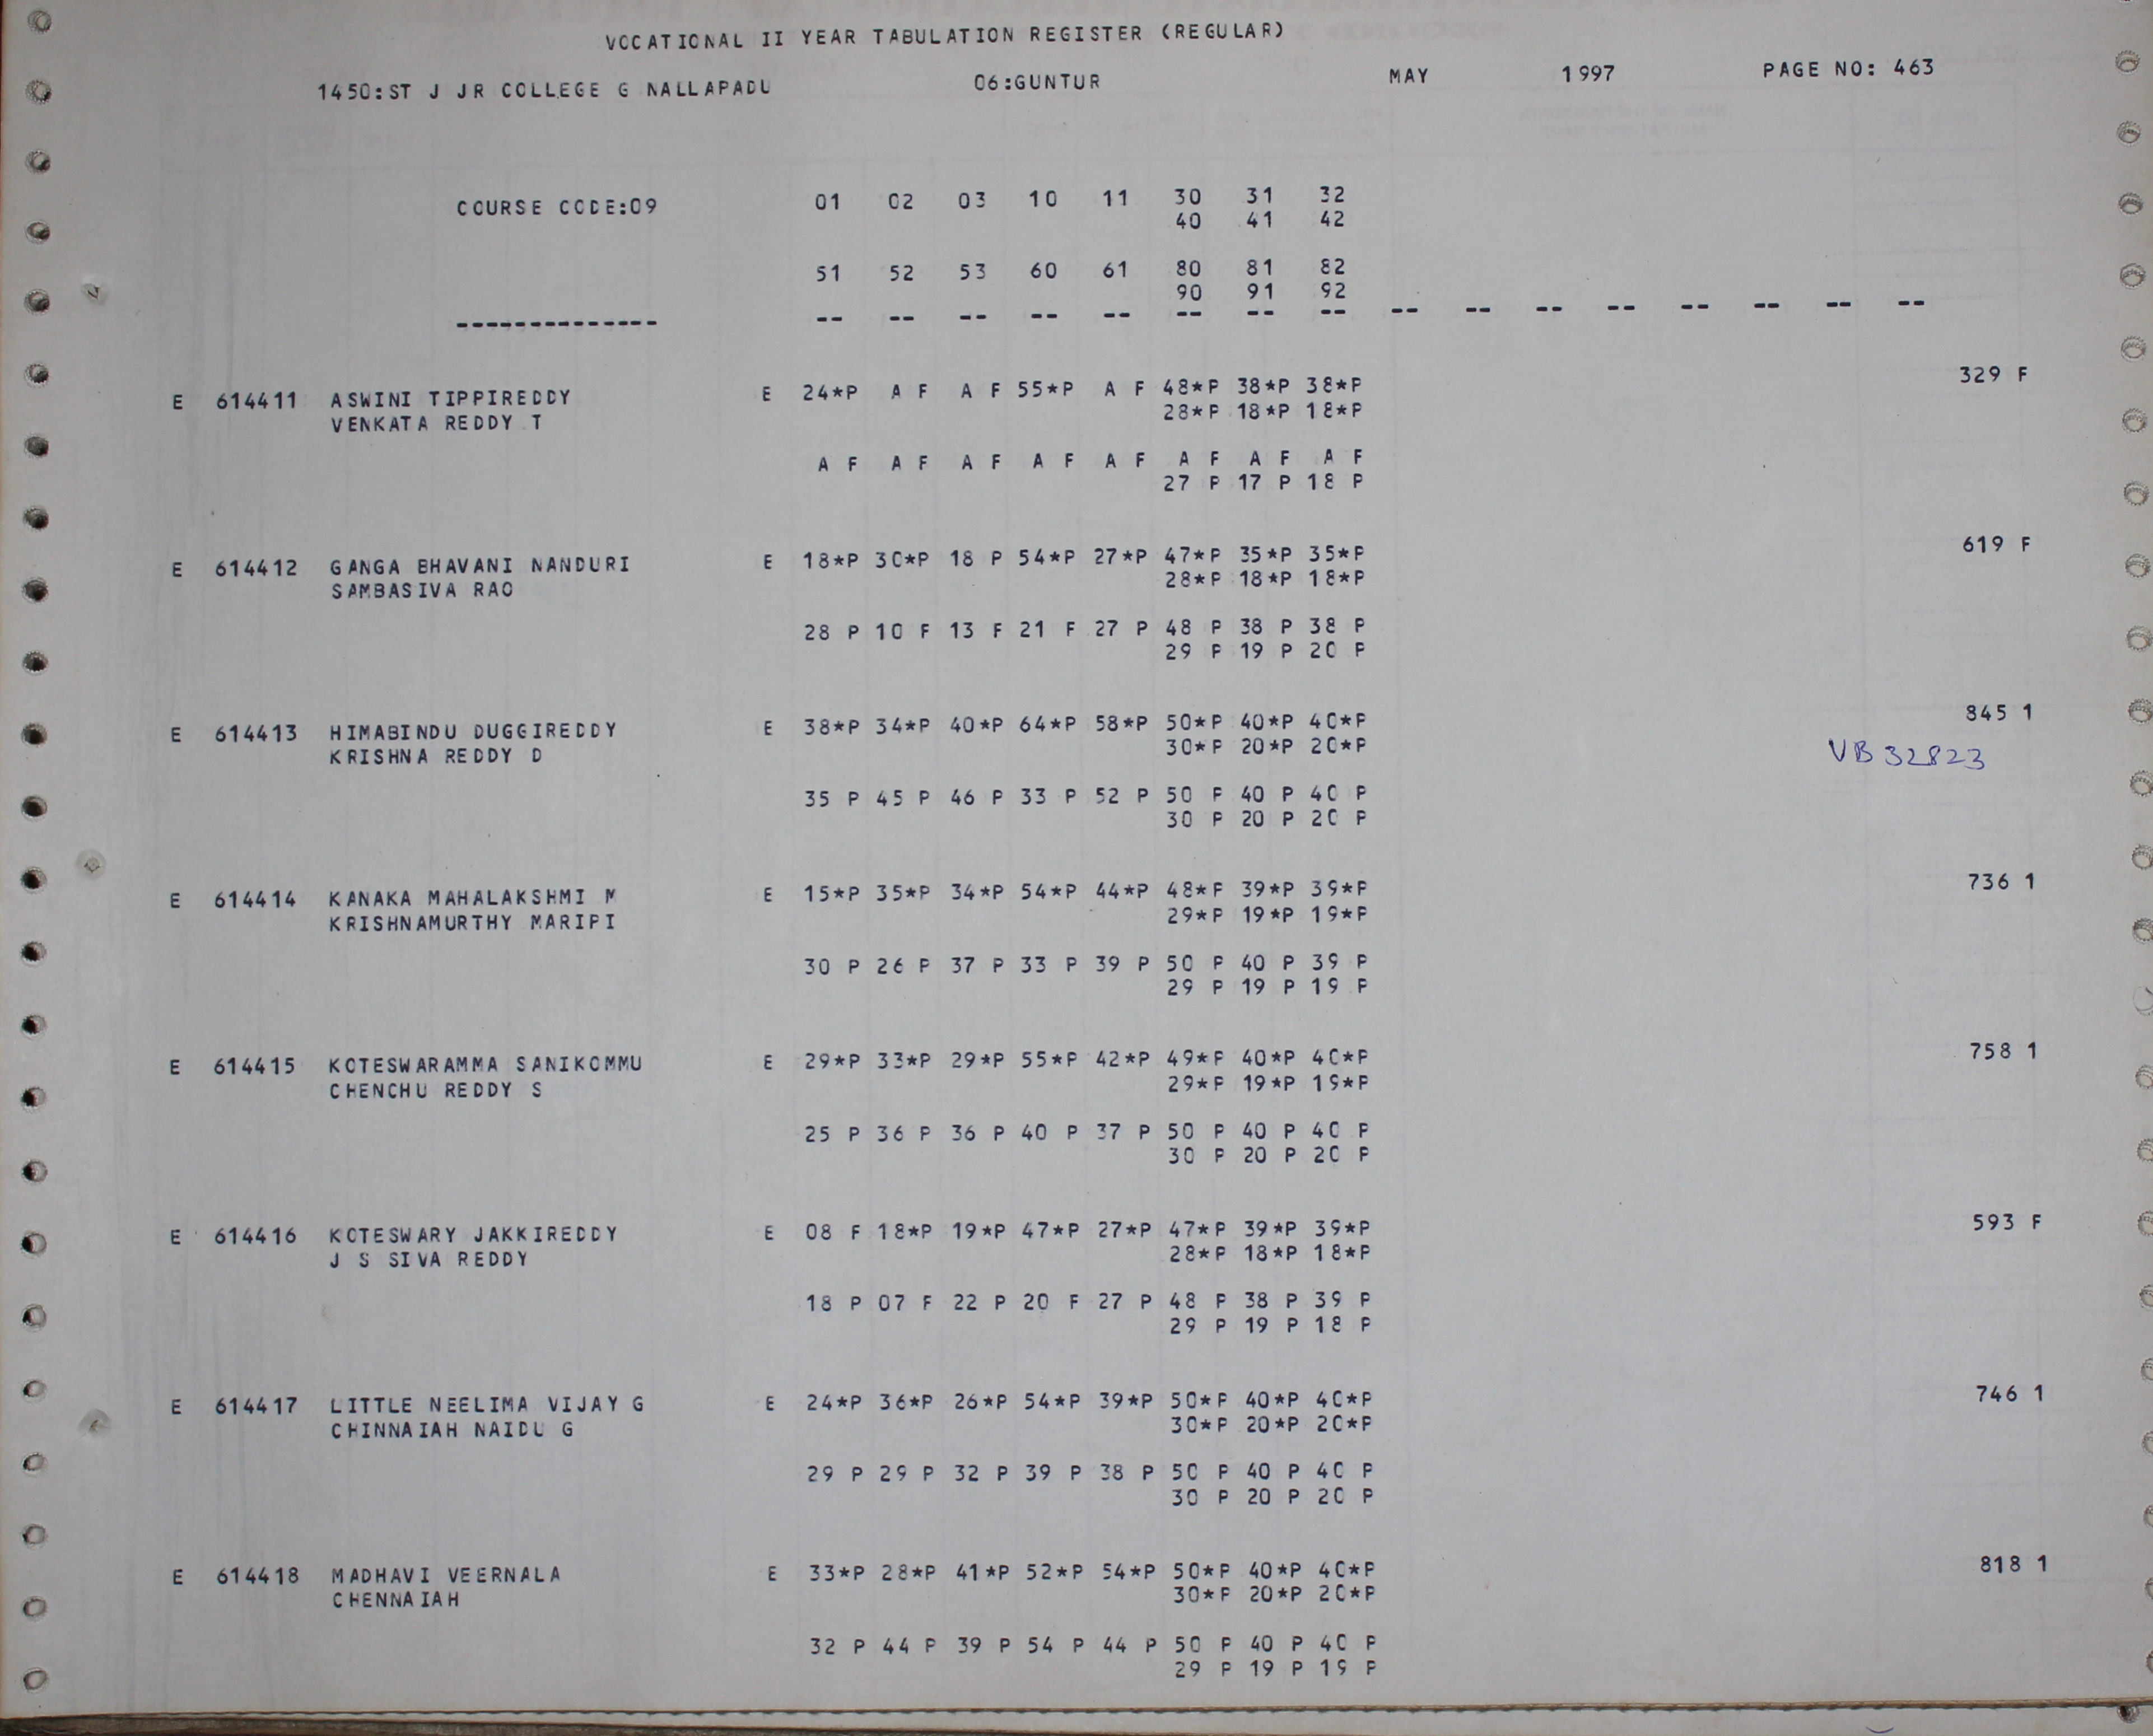 VOCATIONAL II YEAR TABULATION REGISTER (REGULAR)
1450:ST J JR COLLEGE G NALLAPADU 06:GUNTUR MAY 1997 PAGE NO: 463
COURSE CODE:09 01 02 03 10 11 30 31 32
40 41 42
51 52 53 60 61 80 81 82
90 91 92
-------------- -- -- -- -- -- -- -- -- -- -- -- -- -- -- -- --
E 614411 ASWINI TIPPIREDDY E 24*P A F A F 55*P A F 48*P 38*P 38*P 329 F
VENKATA REDDY T 28*P 18*P 18*P
A F A F A F A F A F A F A F A F
27 P 17 P 18 P
E 614412 GANGA BHAVANI NANDURI E 18*P 30*P 18 P 54*P 27*P 47*P 35*P 35*P 619 F
SAMBASIVA RAO 28*P 18*P 18*P
28 P 10 F 13 F 21 F 27 P 48 P 38 P 38 P
29 P 19 P 20 P
E 614413 HIMABINDU DUGGIREDDY E 38*P 34*P 40*P 64*P 58*P 50*P 40*P 40*P 845 1
KRISHNA REDDY D 30*P 20*P 20*P VB 32823
35 P 45 P 46 P 33 P 52 P 50 P 40 P 40 P
30 P 20 P 20 P
E 614414 KANAKA MAHALAKSHMI M E 15*P 35*P 34*P 54*P 44*P 48*P 39*P 39*P 736 1
KRISHNAMURTHY MARIPI 29*P 19*P 19*P
30 P 26 P 37 P 33 P 39 P 50 P 40 P 39 P
29 P 19 P 19 P
E 614415 KOTESWARAMMA SANIKOMMU E 29*P 33*P 29*P 55*P 42*P 49*P 40*P 40*P 758 1
CHENCHU REDDY S 29*P 19*P 19*P
25 P 36 P 36 P 40 P 37 P 50 P 40 P 40 P
30 P 20 P 20 P
E 614416 KOTESWARY JAKKIREDDY E 08 F 18*P 19*P 47*P 27*P 47*P 39*P 39*P 593 F
J S SIVA REDDY 28*P 18*P 18*P
18 P 07 F 22 P 20 F 27 P 48 P 38 P 39 P
29 P 19 P 18 P
E 614417 LITTLE NEELIMA VIJAY G E 24*P 36*P 26*P 54*P 39*P 50*P 40*P 40*P 746 1
CHINNAIAH NAIDU G 30*P 20*P 20*P
29 P 29 P 32 P 39 P 38 P 50 P 40 P 40 P
30 P 20 P 20 P
E 614418 MADHAVI VEERNALA E 33*P 28*P 41*P 52*P 54*P 50*P 40*P 40*P 818 1
CHENNAIAH 30*P 20*P 20*P
32 P 44 P 39 P 54 P 44 P 50 P 40 P 40 P
29 P 19 P 19 P